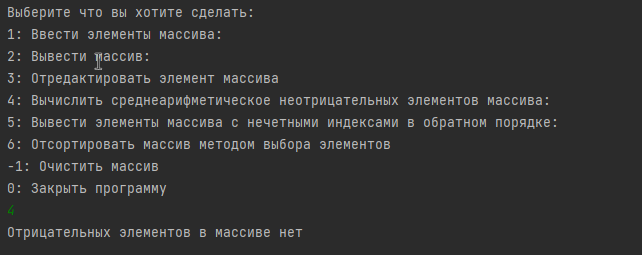 Выберите что вы хотите сделать:
1: Ввести элементы массива:
2: Вывести массив:
3: Отредактировать элемент массива
4: Вычислить среднеарифметическое неотрицательных элементов массива:
5: Вывести элементы массива с нечетными индексами в обратном порядке:
6: Отсортировать массив методом выбора элементов
-1: Очистить массив
0: Закрыть программу
4
Отрицательных элементов в массиве нет